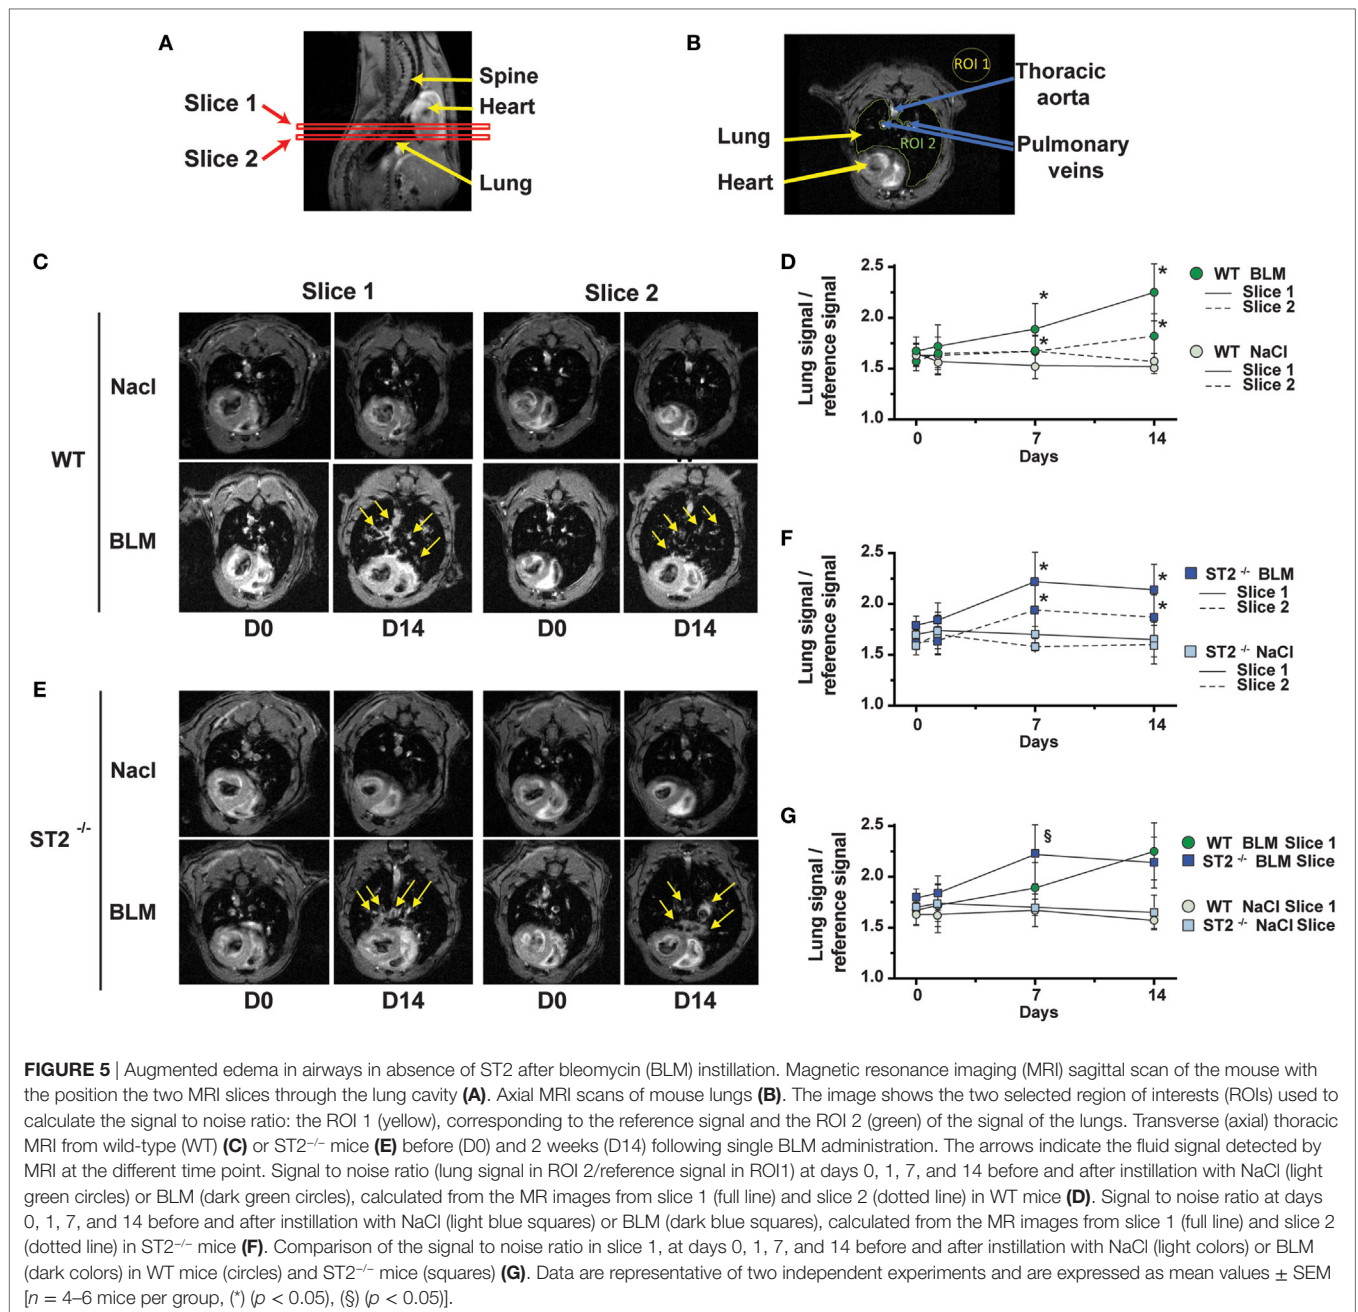 A
Spine
Heart
Slice 1
Slice 2
Lung
B
ROI 1
Thoracic
aorta
Lung
ROI 2
Pulmonary
veins
Heart
C
Slice 1
Slice 2
WT
NacI
BLM
D0
D14
D0
D14
D
Lung signal /
reference signal
2.5
2.0
1.5
1.0
*
*
*
*
0
7
14
Days
WT BLM
Slice 1
Slice 2
WT NaCl
Slice 1
Slice 2
E
ST2 -/-
NacI
BLM
D0
D14
D0
D14
F
Lung signal /
reference signal
2.5
2.0
1.5
1.0
*
*
*
*
0
7
14
Days
ST2 -/- BLM
Slice 1
Slice 2
ST2 -/- NaCl
Slice 1
Slice 2
G
Lung signal /
reference signal
2.5
2.0
1.5
1.0
§
0
7
14
Days
WT BLM Slice 1
ST2 -/- BLM Slice
WT NaCl Slice 1
ST2 -/- NaCl Slice
FIGURE 5 | Augmented edema in airways in absence of ST2 after bleomycin (BLM) instillation. Magnetic resonance imaging (MRI) sagittal scan of the mouse with
the position the two MRI slices through the lung cavity (A). Axial MRI scans of mouse lungs (B). The image shows the two selected region of interests (ROIs) used to
calculate the signal to noise ratio: the ROI 1 (yellow), corresponding to the reference signal and the ROI 2 (green) of the signal of the lungs. Transverse (axial) thoracic
MRI from wild-type (WT) (C) or ST2−/− mice (E) before (D0) and 2 weeks (D14) following single BLM administration. The arrows indicate the fluid signal detected by
MRI at the different time point. Signal to noise ratio (lung signal in ROI 2/reference signal in ROI1) at days 0, 1, 7, and 14 before and after instillation with NaCl (light
green circles) or BLM (dark green circles), calculated from the MR images from slice 1 (full line) and slice 2 (dotted line) in WT mice (D). Signal to noise ratio at days
0, 1, 7, and 14 before and after instillation with NaCl (light blue squares) or BLM (dark blue squares), calculated from the MR images from slice 1 (full line) and slice 2
(dotted line) in ST2−/− mice (F). Comparison of the signal to noise ratio in slice 1, at days 0, 1, 7, and 14 before and after instillation with NaCl (light colors) or BLM
(dark colors) in WT mice (circles) and ST2−/− mice (squares) (G). Data are representative of two independent experiments and are expressed as mean values ± SEM
[n = 4–6 mice per group, (*) (p < 0.05), (§) (p < 0.05)].